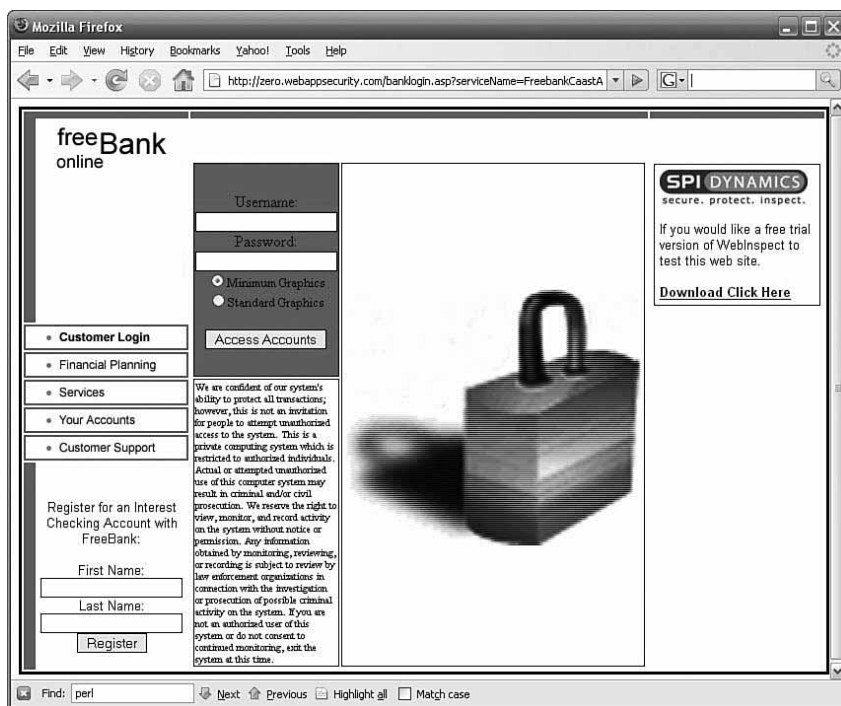 Mozilla Firefox
File Edit View History Bookmarks Yahoo! Tools Help
http://zero.webappsecurity.com/banklogin.asp?serviceName=FreebankCaastA
G
free Bank
online
Customer Login
Financial Planning
Services
Your Accounts
Customer Support
Register for an Interest
Checking Account with
FreeBank:
First Name:
Last Name:
Register
Username:
Password:
Minimum Graphics
Standard Graphics
Access Accounts
We are confident of our system's
ability to protect all transactions;
however, this is not an invitation
for people to attempt unauthorized
access to the system. This is a
private computing system which is
restricted to authorized individuals.
Actual or attempted unauthorized
use of this computer system may
result in criminal and/or civil
prosecution. We reserve the right to
view, monitor, and record activity
on the system without notice or
permission. Any information
obtained by monitoring, reviewing,
or recording is subject to review by
law enforcement organizations in
connection with the investigation
or prosecution of possible criminal
activity on the system. If you are
not an authorized user of this
system or do not consent to
continued monitoring, exit the
system at this time.
SPI DYNAMICS
secure. protect. inspect.
If you would like a free trial
version of WebInspect to
test this web site.
Download Click Here
Find: perl Next Previous Highlight all Match case